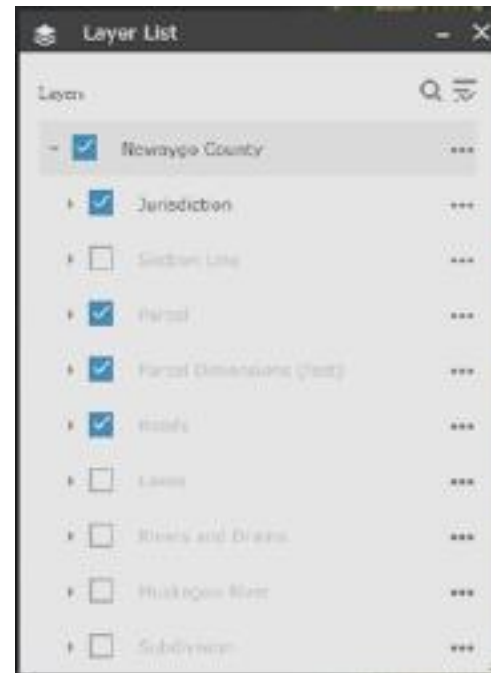 Layer List
Layers
Newaygo County
Jurisdiction
Section Line
Parcel
Parcel Dimensions (feet)
Roads
Lakes
Rivers and Drains
Muskegon River
Subdivision